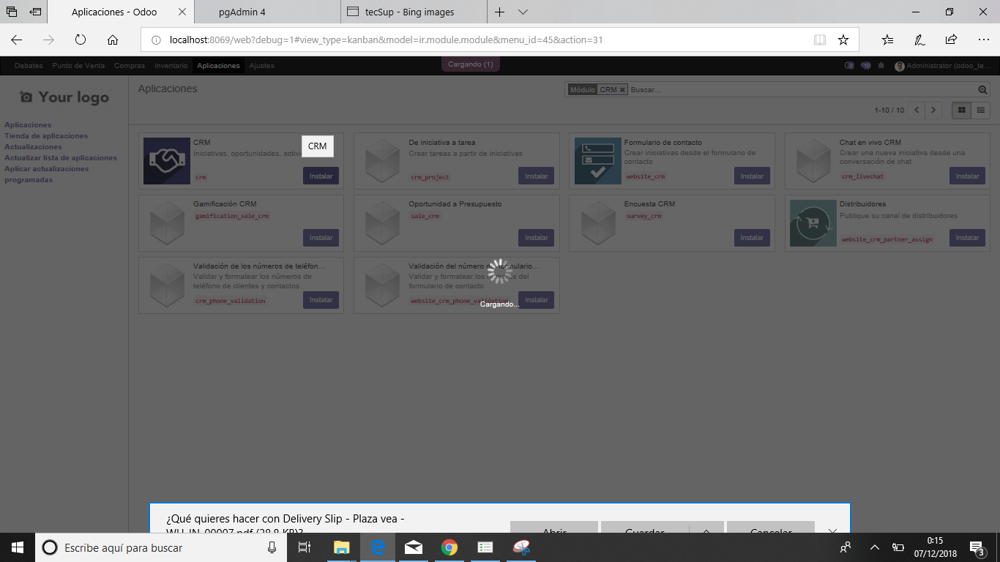 Aplicaciones - Odoo
pgAdmin 4
tecSup - Bing images
localhost:8069/web?debug=1#view_type=kanban&model=ir.module.module&menu_id=45&action=31
Debates Punto de Venta Compras Inventario Aplicaciones Ajustes
Cargando (1)
2 10 Administrator (odoo_te...
Your logo
Aplicaciones
Tienda de aplicaciones
Actualizaciones
Actualizar lista de aplicaciones
Aplicar actualizaciones
programadas
Aplicaciones
Módulo CRM Buscar...
1-10 / 10
CRM
Iniciativas, oportunidades,
CRM
crm
Instalar
De iniciativa a tarea
Crear tareas a partir de iniciativas
crm_project
Instalar
Formulario de contacto
Crear iniciativas desde el formulario de
contacto
website_crm
Instalar
Chat en vivo CRM
Crear una nueva iniciativa desde una
conversación de chat
crm_livechat
Instalar
Gamificación CRM
gamification_sale_crm
Instalar
Oportunidad a Presupuesto
sale_crm
Instalar
Encuesta CRM
survey_crm
Instalar
Distribuidores
Publique su canal de distribuidores
website_crm_partner_assign
Instalar
Validación de los números de teléfon...
Validar y formatear los números de
teléfono de clientes y contactos
crm_phone_validation
Instalar
Validación del número de formulario...
Validar y formatear los números del
formulario de contacto
website_crm_phone_validation
Instalar
Cargando...
¿Qué quieres hacer con Delivery Slip - Plaza vea -
WH_IN_00007.pdf (28,8 KB)?
Abrir
Guardar
Cancelar
Escribe aquí para buscar
0:15
07/12/2018
3